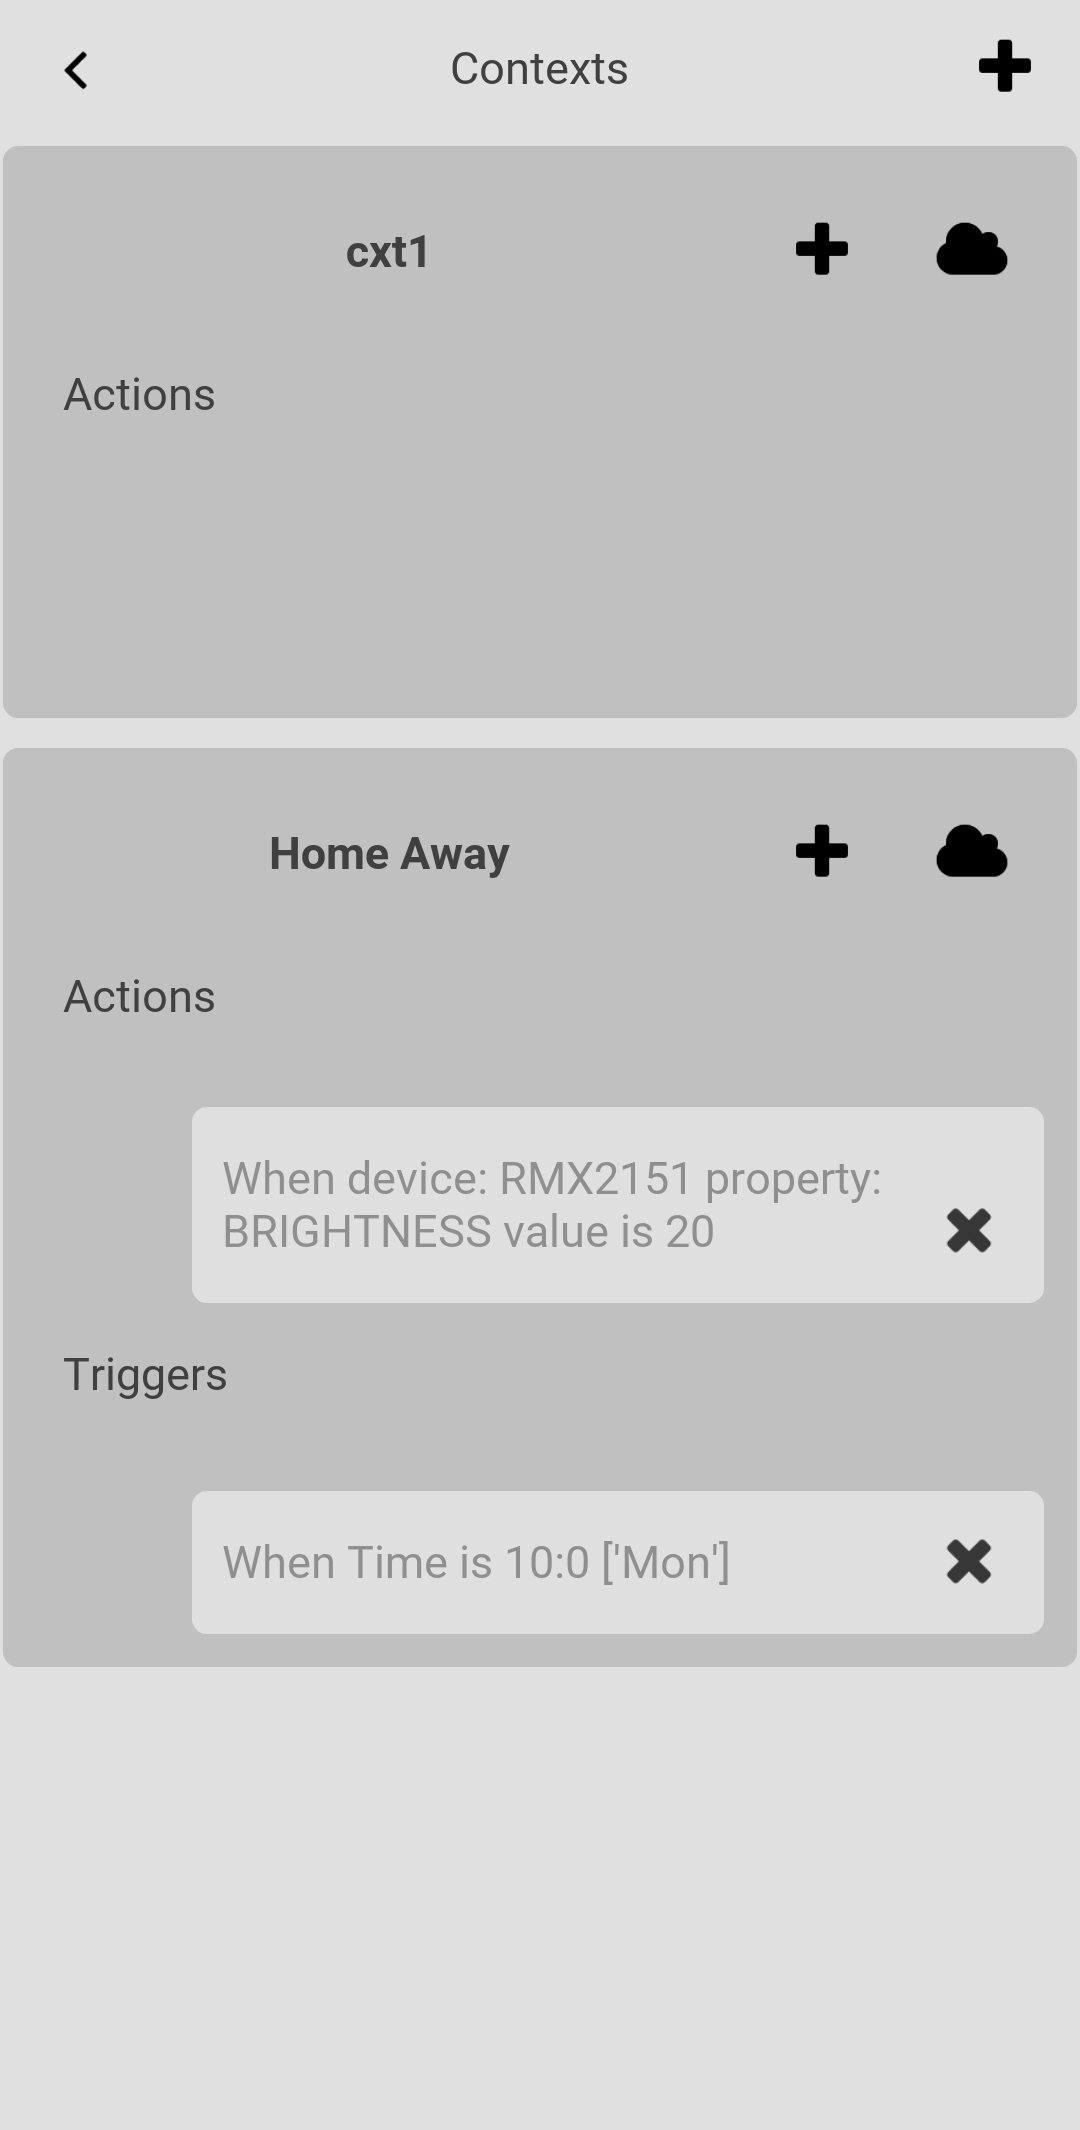 Contexts
cxt1
Actions
Home Away
Actions
When device: RMX2151 property:
BRIGHTNESS value is 20
Triggers
When Time is 10:0 ['Mon']